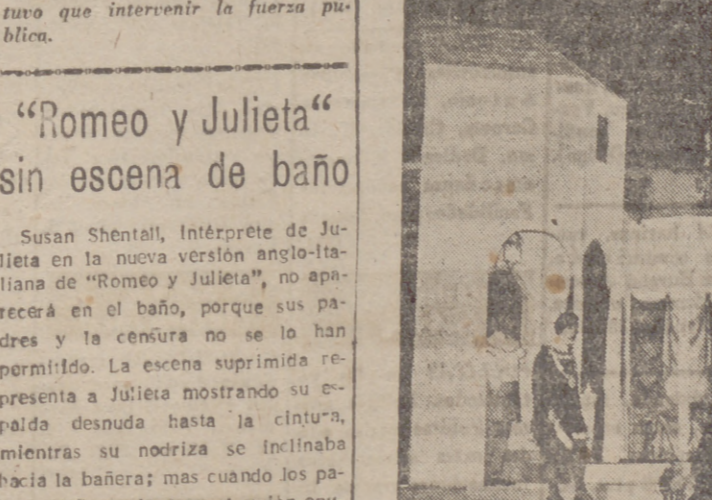 tuvo que intervenir la fuerza pu-
blica.
“Romeo y Julieta“
sin escena de baño
Susan Shentall, intérprete de Ju-
lieta en la nueva versión anglo-ita-
liana de “Romeo y Julieta”, no apa-
recerá en el baño, porque sus pa-
dres y la censura no se lo han
permitido. La escena suprimida re-
presenta a Julieta mostrando su es-
palda desnuda hasta la cintura,
mientras su nodriza se inclinaba
hacia la bañera; mas cuando los pa-